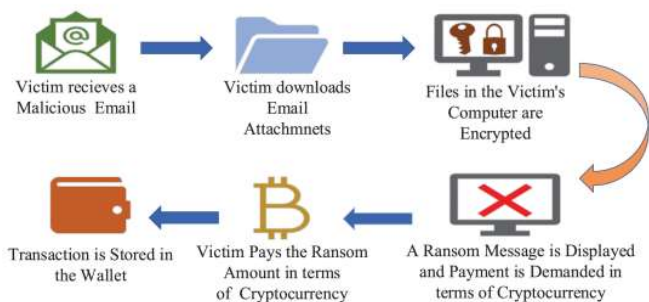 @
Victim recieves a
Malicious Email
Victim downloads
Email
Attachmnets
Files in the Victim's
Computer are
Encrypted
Transaction is Stored in
the Wallet
Victim Pays the Ransom
Amount in terms
of Cryptocurrency
A Ransom Message is Displayed
and Payment is Demanded in
terms of Cryptocurrency